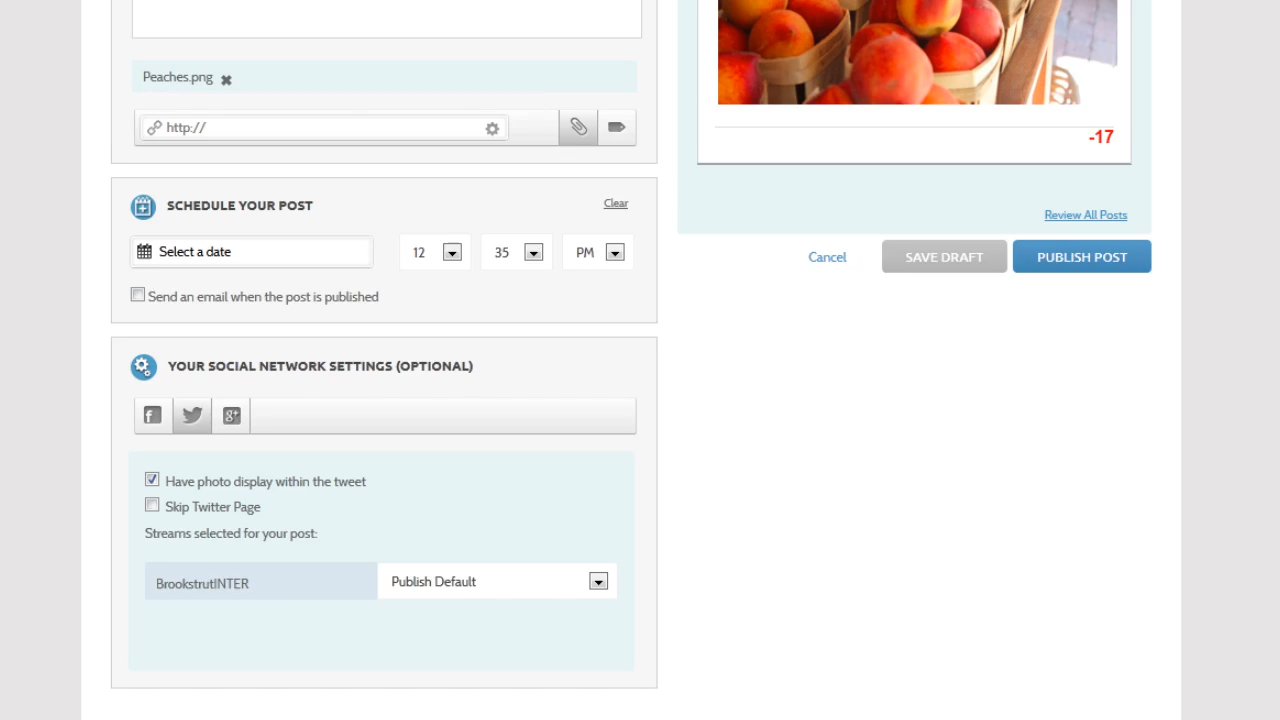 Peaches.png
http://
-17
SCHEDULE YOUR POST
Clear
Select a date
12
35
PM
Send an email when the post is published
Review All Posts
Cancel
SAVE DRAFT
PUBLISH POST
YOUR SOCIAL NETWORK SETTINGS (OPTIONAL)
f
g+
Have photo display within the tweet
Skip Twitter Page
Streams selected for your post:
BrookstrutINTER
Publish Default